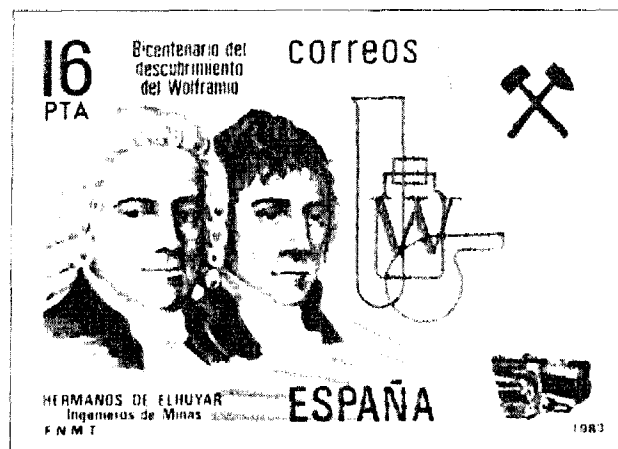 16
PTA
Bicentenario del
descubrimiento
del Wolframio
correos
W
HERMANOS DE ELHUYAR
Ingenieros de Minas
F N M T
ESPAÑA
1983